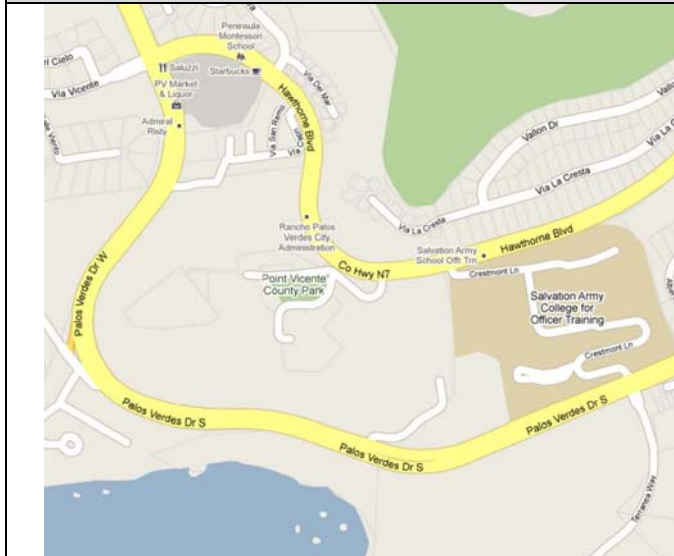 Peninsula
Montessori
School
Saluzzi
Starbucks
PV Market
& Liquor
Via Vicente
Via Del Mar
Hawthorne Blvd
Admiral
Risty
Via San Remo
Vallon Dr
Via La Cresta
Via La Cresta
Rancho Palos
Verdes City
Administration
Salvation Army
School Offr Trn
Hawthorne Blvd
Co Hwy N7
Crestmont Ln
Point Vicente
County Park
Salvation Army
College for
Officer Training
Palos Verdes Dr W
Crestmont Ln
Palos Verdes Dr S
Palos Verdes Dr S
Palos Verdes Dr S
Terranea Way